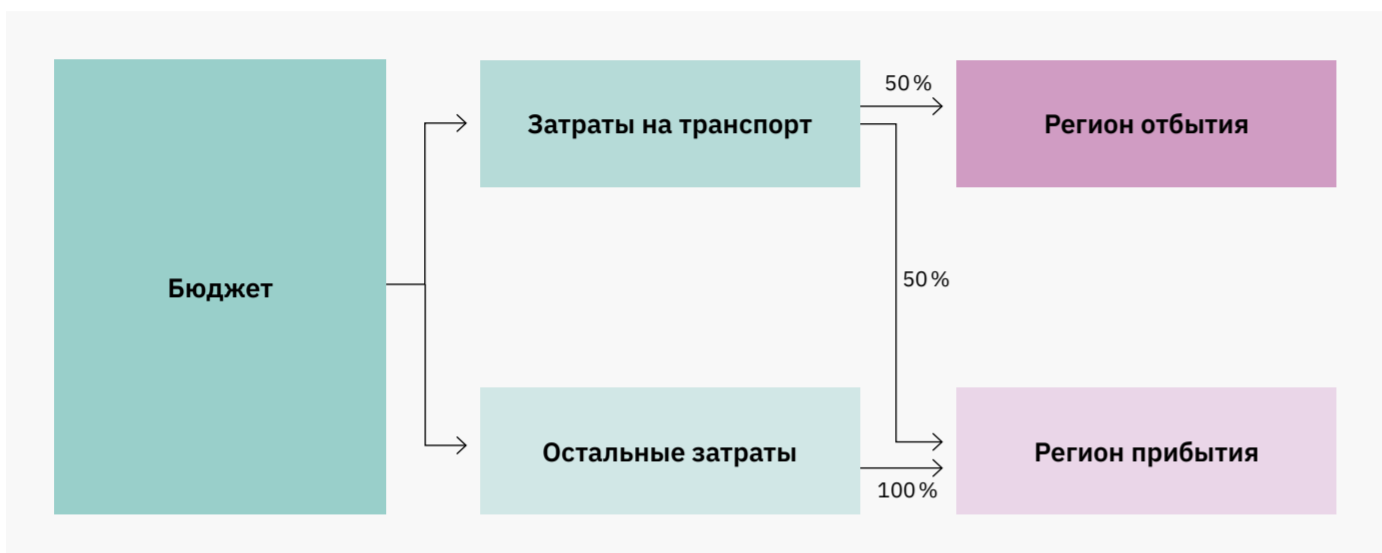 50 %
Затраты на транспорт
Регион отбытия
Бюджет
50 %
Остальные затраты
Регион прибытия
100 %